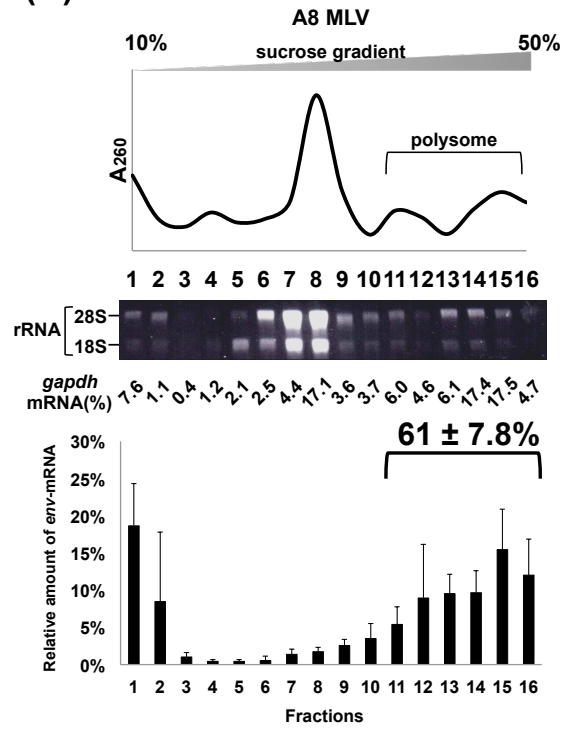 A8 MLV
10% 50%
sucrose gradient
A260
polysome
1 2 3 4 5 6 7 8 9 10 11 12 13 14 15 16
rRNA
28S
18S
gapdh
mRNA(%)
7.6 1.1 0.4 1.2 2.1 2.5 4.4 17.1 3.6 3.7 6.0 4.6 6.1 17.4 17.5 4.7
61 ± 7.8%
Relative amount of env-mRNA
30%
25%
20%
15%
10%
5%
0%
1 2 3 4 5 6 7 8 9 10 11 12 13 14 15 16
Fractions